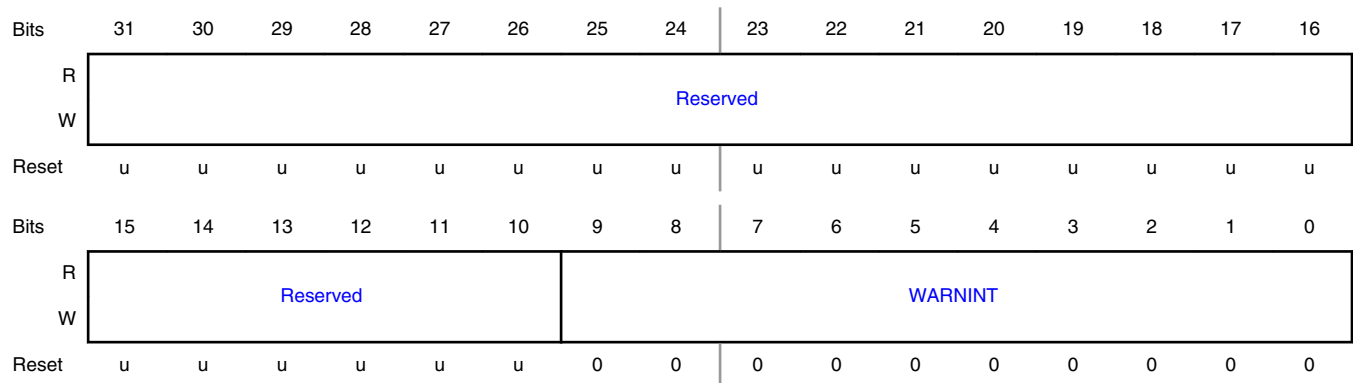 Bits 31 30 29 28 27 26 25 24 23 22 21 20 19 18 17 16
R
Reserved
W
Reset u u u u u u u u u u u u u u u u
Bits 15 14 13 12 11 10 9 8 7 6 5 4 3 2 1 0
R
Reserved WARNINT
W
Reset u u u u u u 0 0 0 0 0 0 0 0 0 0